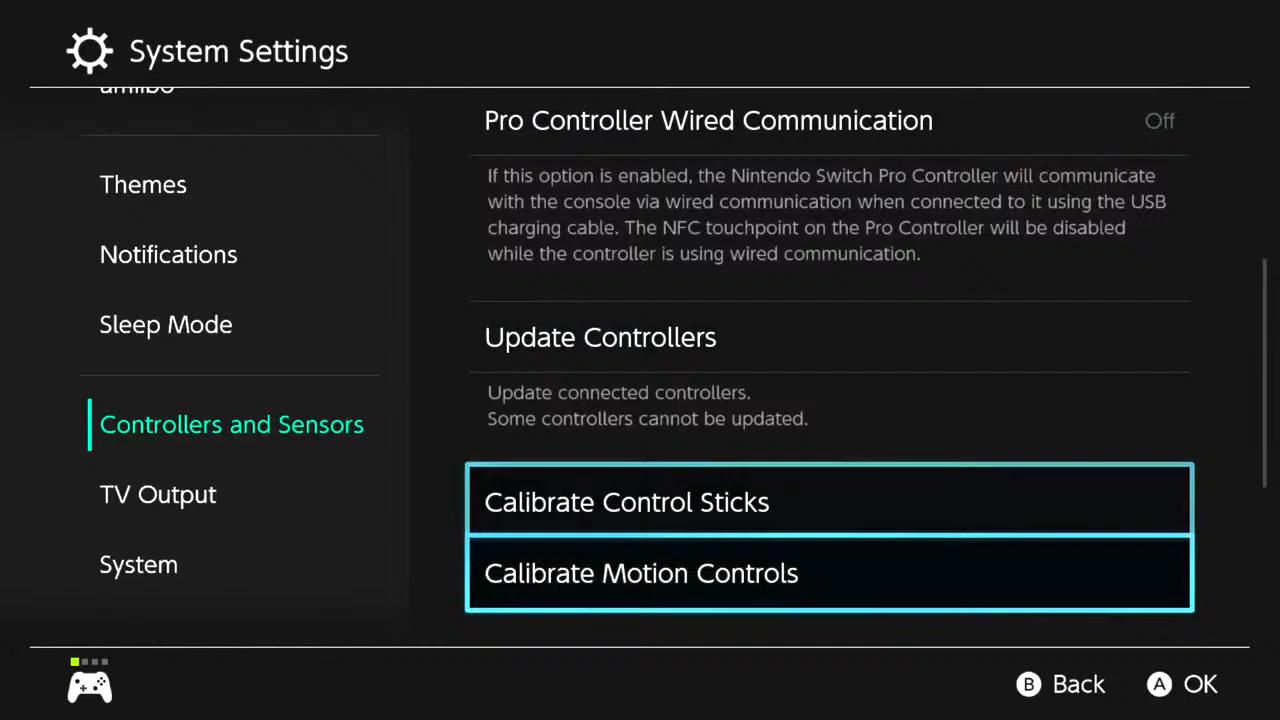 System Settings
amiibo
Themes
Notifications
Sleep Mode
Controllers and Sensors
TV Output
System
Pro Controller Wired Communication Off
If this option is enabled, the Nintendo Switch Pro Controller will communicate
with the console via wired communication when connected to it using the USB
charging cable. The NFC touchpoint on the Pro Controller will be disabled
while the controller is using wired communication.
Update Controllers
Update connected controllers.
Some controllers cannot be updated.
Calibrate Control Sticks
Calibrate Motion Controls
B Back A OK